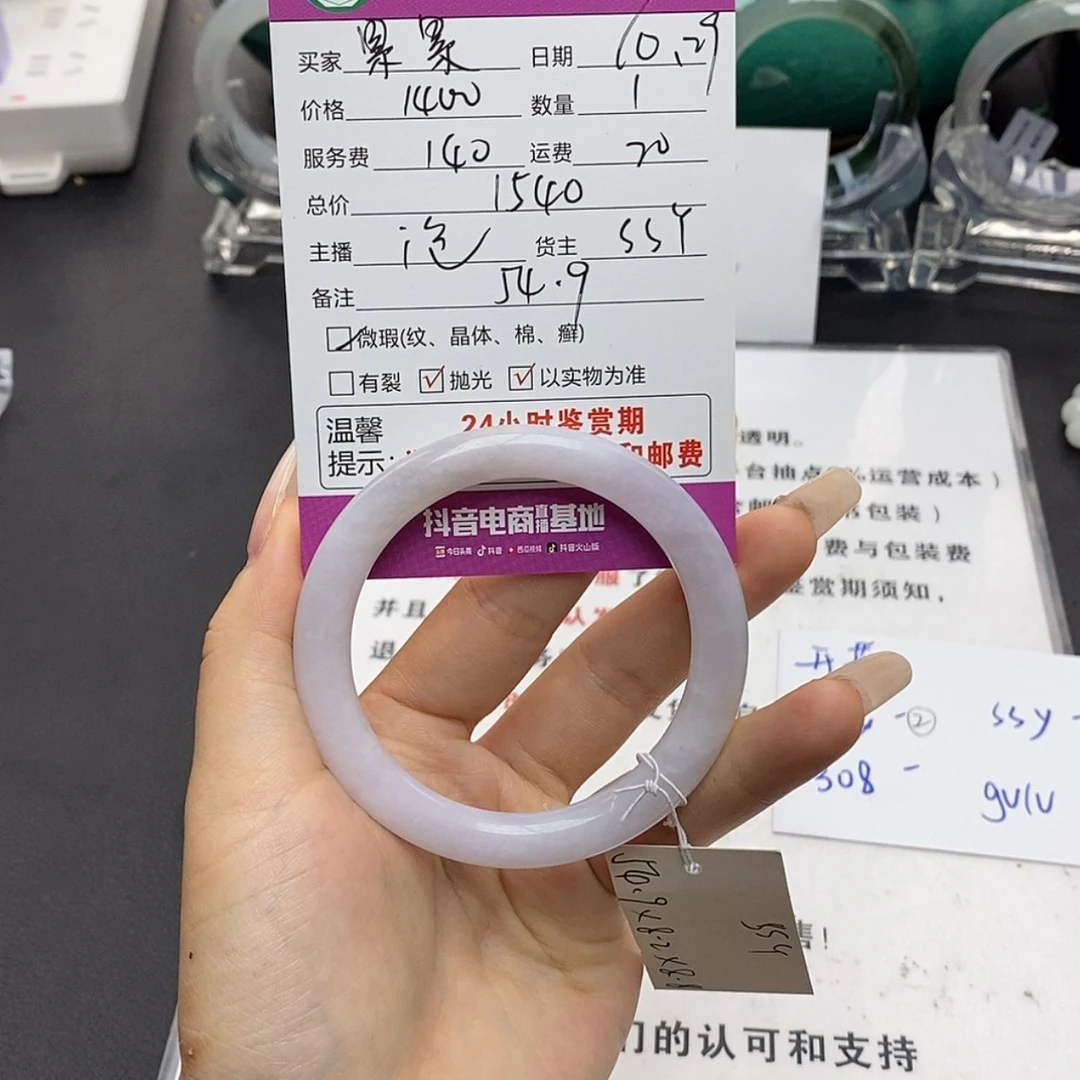 买家 果果 日期 10.29
价格 1400 数量 1
服务费 140 运费 20
总价 1540
主播 泡 货主 SSY
备注 54.9
微瑕(纹、晶体、棉、癣)
有裂 抛光 以实物为准
温馨 24小时鉴赏期
提示: 和邮费
抖音电商直播基地
今日头条 抖音 西瓜视频 抖音火山版
透明。
台抽点 %运营成本)
包装)
费与包装费
鉴赏期须知,
并且
退
② SSY -
308 - gulu
SSY
售!
们的认可和支持